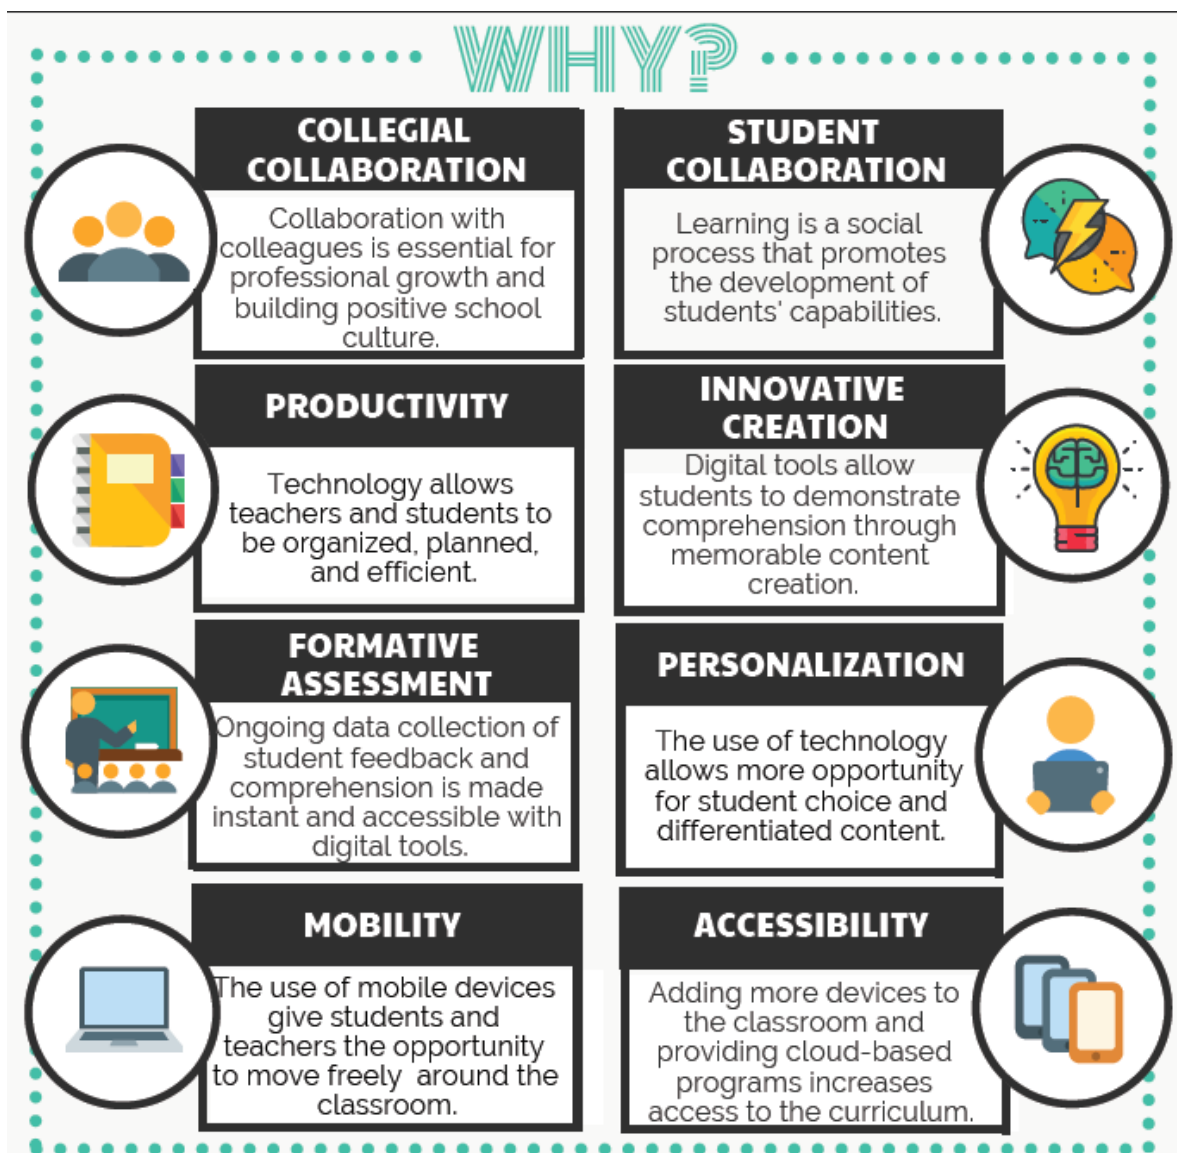 WHY?
COLLEGIAL
COLLABORATION
Collaboration with
colleagues is essential for
professional growth and
building positive school
culture.
STUDENT
COLLABORATION
Learning is a social
process that promotes
the development of
students' capabilities.
PRODUCTIVITY
Technology allows
teachers and students to
be organized, planned,
and efficient.
INNOVATIVE
CREATION
Digital tools allow
students to demonstrate
comprehension through
memorable content
creation.
FORMATIVE
ASSESSMENT
Ongoing data collection of
student feedback and
comprehension is made
instant and accessible with
digital tools.
PERSONALIZATION
The use of technology
allows more opportunity
for student choice and
differentiated content.
MOBILITY
The use of mobile devices
give students and
teachers the opportunity
to move freely around the
classroom.
ACCESSIBILITY
Adding more devices to
the classroom and
providing cloud-based
programs increases
access to the curriculum.